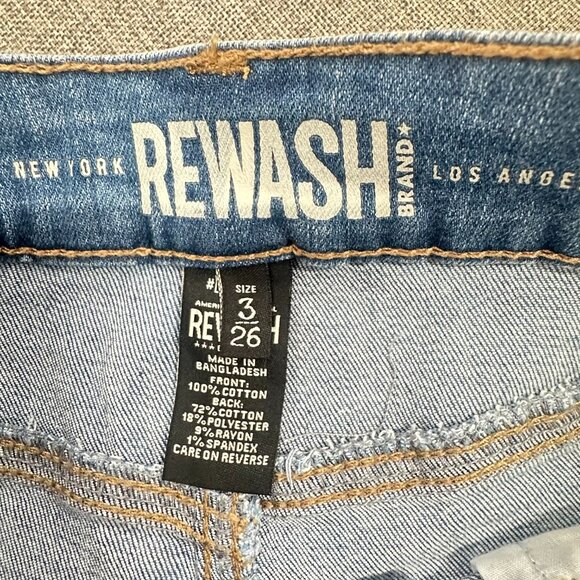 NEW YORK REWASH BRAND★ LOS ANGE
SIZE
3
26
MADE IN
BANGLADESH
FRONT:
100% COTTON
BACK:
72% COTTON
18% POLYESTER
9% RAYON
1% SPANDEX
CARE ON REVERSE